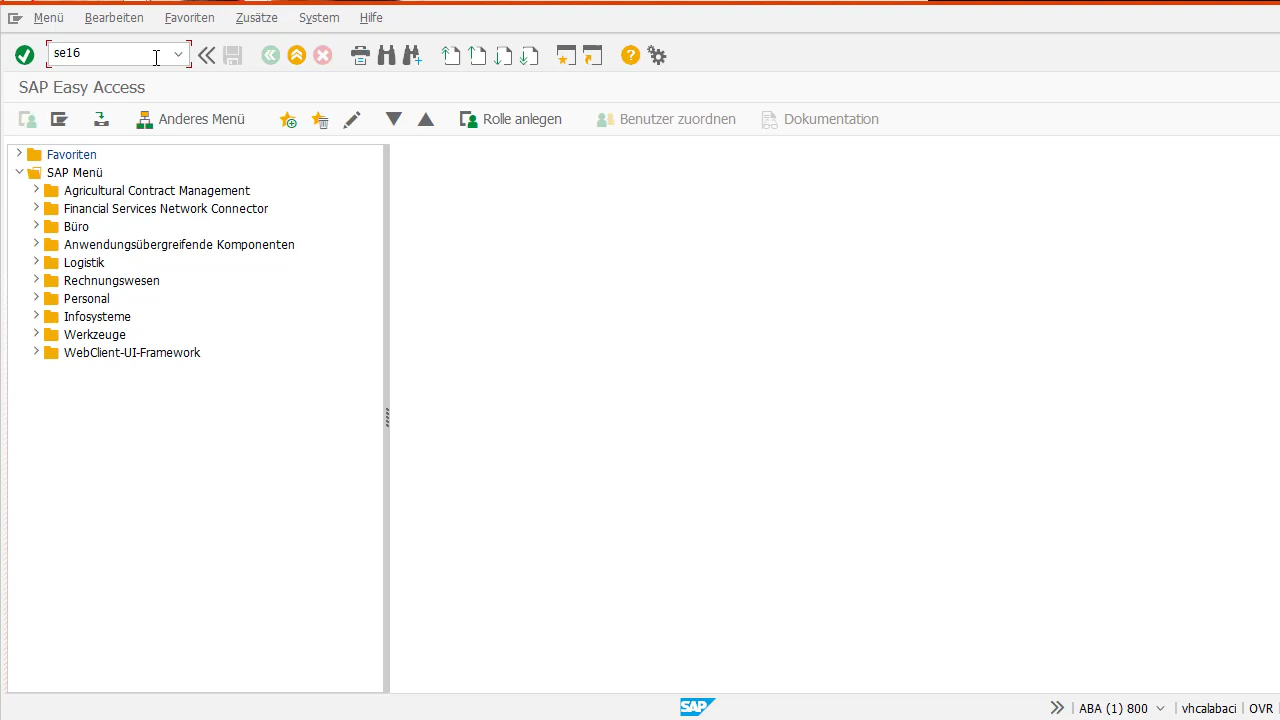 Menü Bearbeiten Favoriten Zusätze System Hilfe
se16
SAP Easy Access
Anderes Menü Rolle anlegen Benutzer zuordnen Dokumentation
Favoriten
SAP Menü
Agricultural Contract Management
Financial Services Network Connector
Büro
Anwendungsübergreifende Komponenten
Logistik
Rechnungswesen
Personal
Infosysteme
Werkzeuge
WebClient-UI-Framework
SAP ABA (1) 800 vhcalabaci OVR